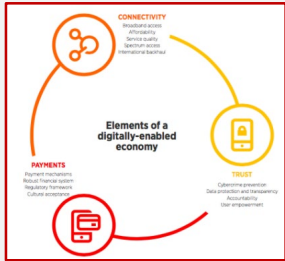 CONNECTIVITY
Broadband access
Affordability
Service quality
Spectrum access
International backhaul
Elements of a
digitally-enabled
economy
PAYMENTS
Payment mechanisms
Robust financial system
Regulatory framework
Cultural acceptance
TRUST
Cybercrime prevention
Data protection and transparency
Accountability
User empowerment